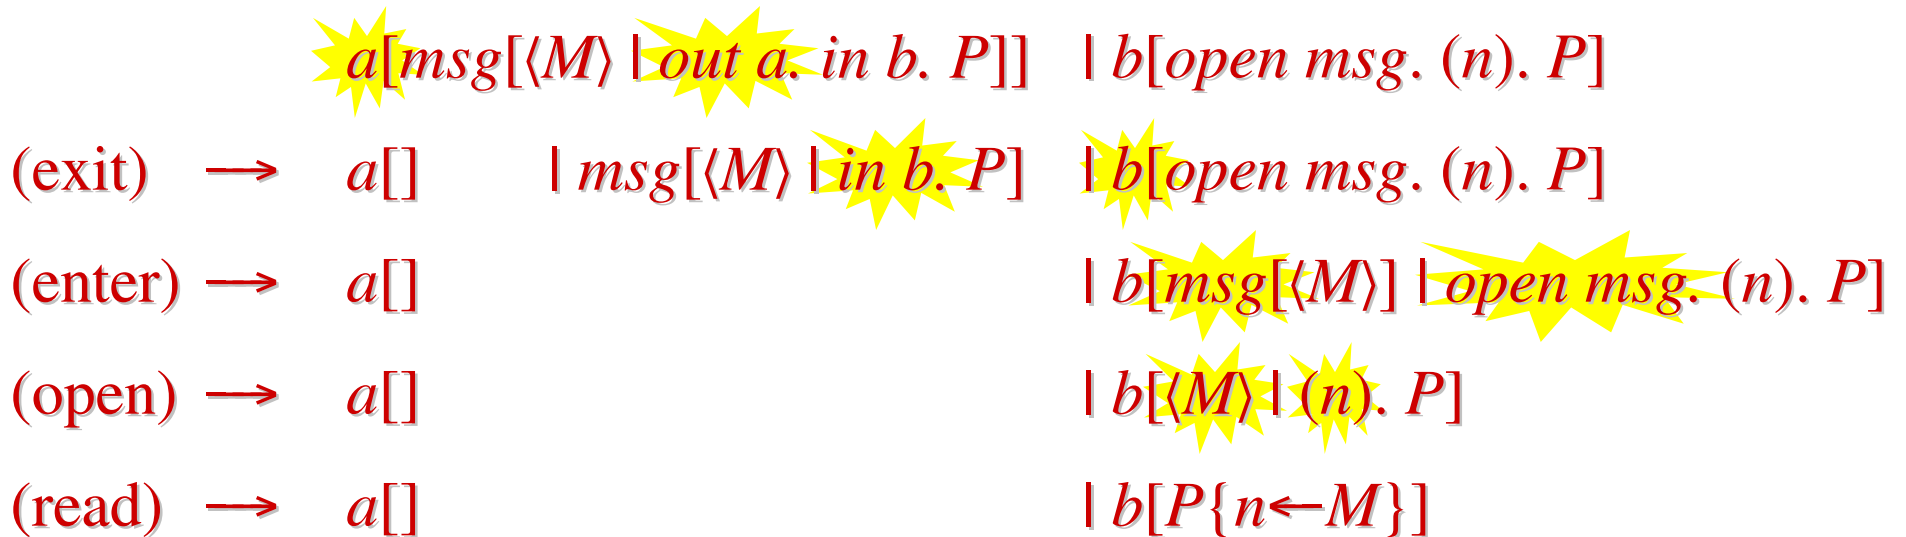 a[msg[⟨M⟩ | out a. in b. P]] | b[open msg. (n). P]
(exit) → a[] | msg[⟨M⟩ | in b. P] | b[open msg. (n). P]
(enter) → a[] | b[msg[⟨M⟩] | open msg. (n). P]
(open) → a[] | b[⟨M⟩ | (n). P]
(read) → a[] | b[P{n←M}]